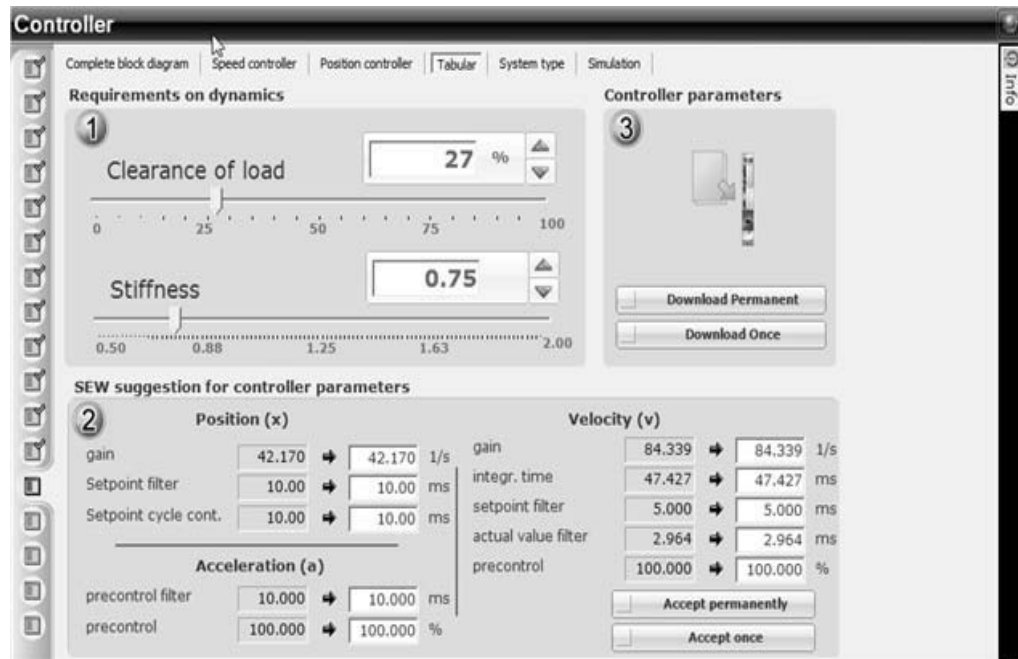 Controller
Complete block diagram Speed controller Position controller Tabular System type Simulation
Info
Requirements on dynamics
1
Clearance of load 27 %
0 25 50 75 100
Stiffness 0.75
0.50 0.88 1.25 1.63 2.00
Controller parameters
3
Download Permanent
Download Once
SEW suggestion for controller parameters
2
Position (x)
gain 42.170 42.170 1/s
Setpoint filter 10.00 10.00 ms
Setpoint cycle cont. 10.00 10.00 ms
Acceleration (a)
precontrol filter 10.000 10.000 ms
precontrol 100.000 100.000 %
Velocity (v)
gain 84.339 84.339 1/s
integr. time 47.427 47.427 ms
setpoint filter 5.000 5.000 ms
actual value filter 2.964 2.964 ms
precontrol 100.000 100.000 %
Accept permanently
Accept once